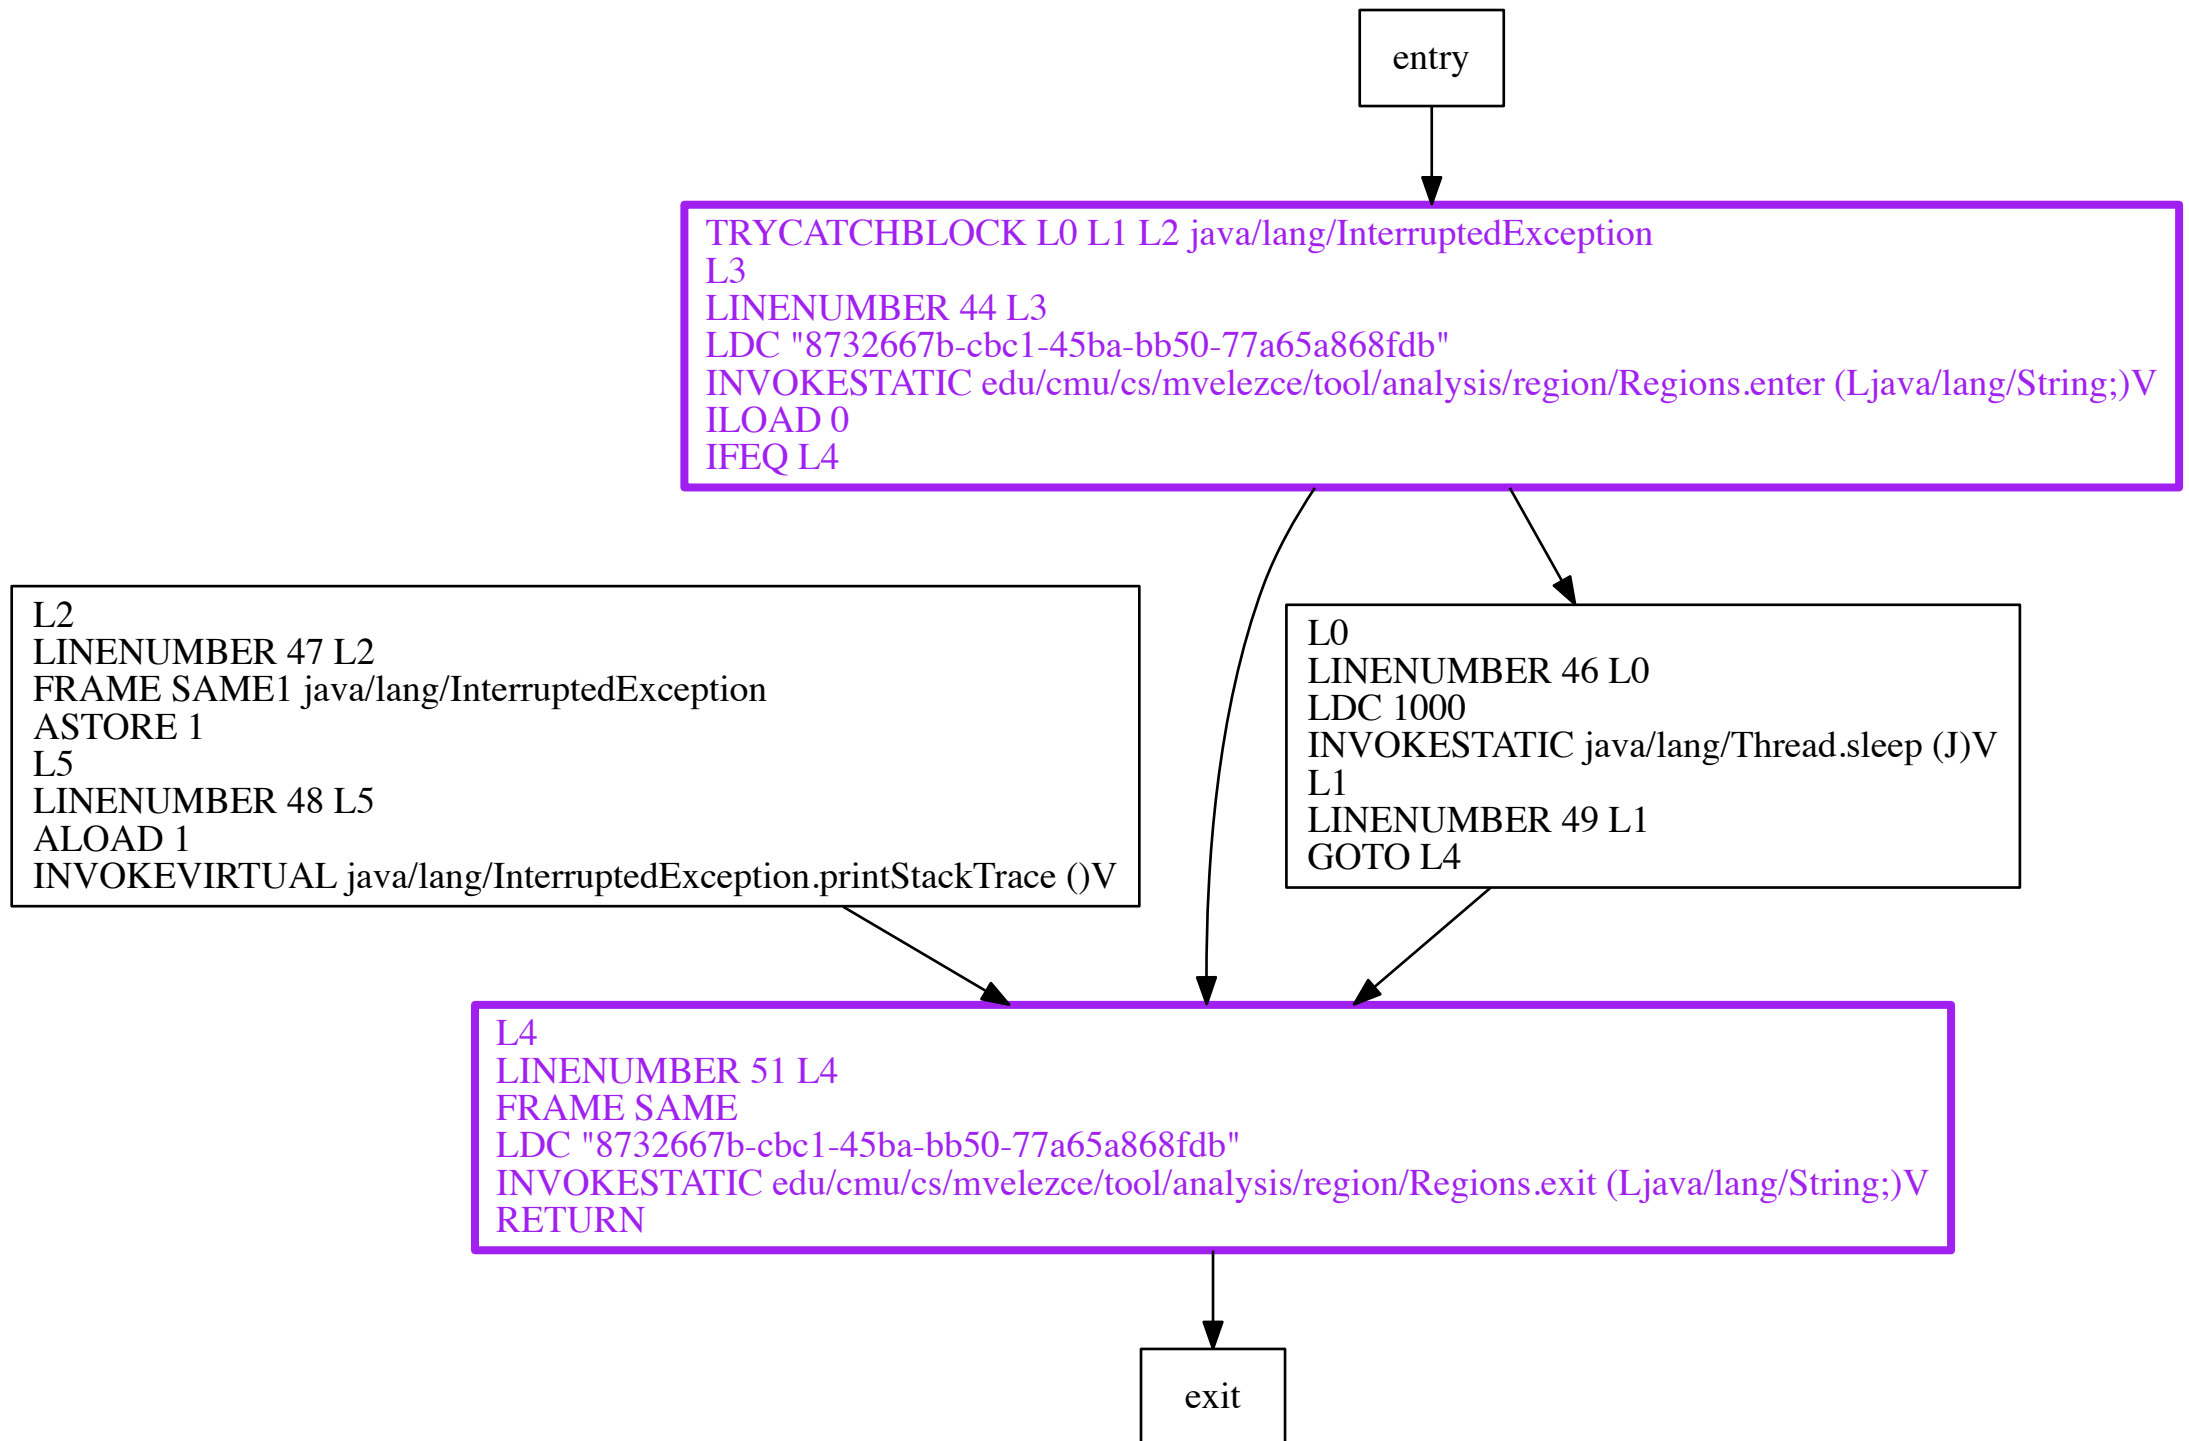 entry
TRYCATCHBLOCK L0 L1 L2 java/lang/InterruptedException
L3
LINENUMBER 44 L3
LDC "8732667b-cbc1-45ba-bb50-77a65a868fdb"
INVOKESTATIC edu/cmu/cs/mvelezce/tool/analysis/region/Regions.enter (Ljava/lang/String;)V
ILOAD 0
IFEQ L4
L2
LINENUMBER 47 L2
FRAME SAME1 java/lang/InterruptedException
ASTORE 1
L5
LINENUMBER 48 L5
ALOAD 1
INVOKEVIRTUAL java/lang/InterruptedException.printStackTrace ()V
L0
LINENUMBER 46 L0
LDC 1000
INVOKESTATIC java/lang/Thread.sleep (J)V
L1
LINENUMBER 49 L1
GOTO L4
L4
LINENUMBER 51 L4
FRAME SAME
LDC "8732667b-cbc1-45ba-bb50-77a65a868fdb"
INVOKESTATIC edu/cmu/cs/mvelezce/tool/analysis/region/Regions.exit (Ljava/lang/String;)V
RETURN
exit